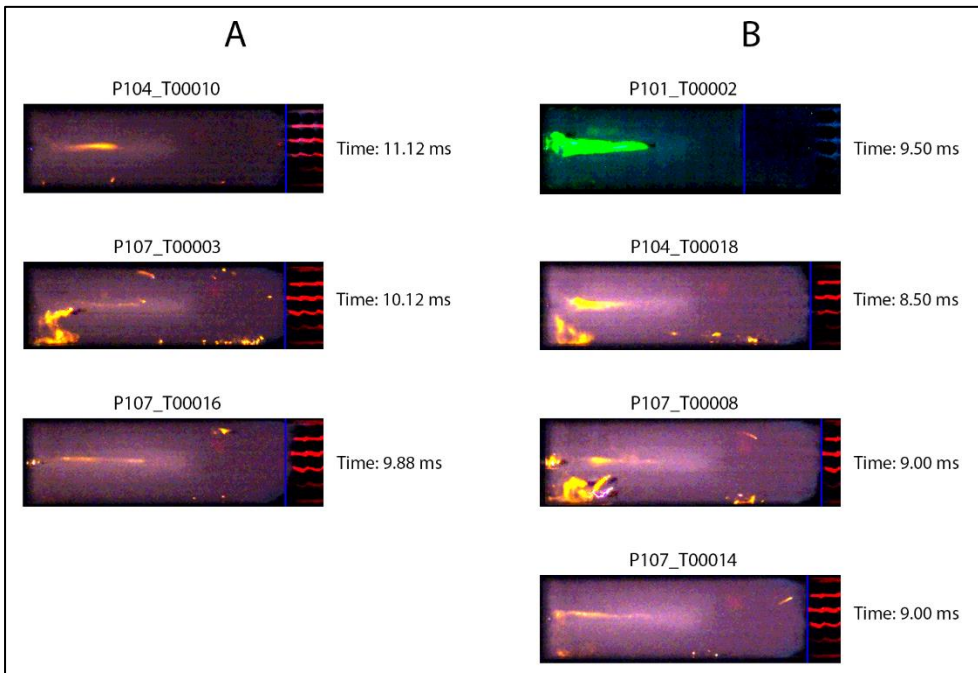 A
P104_T00010
Time: 11.12 ms
P107_T00003
Time: 10.12 ms
P107_T00016
Time: 9.88 ms
B
P101_T00002
Time: 9.50 ms
P104_T00018
Time: 8.50 ms
P107_T00008
Time: 9.00 ms
P107_T00014
Time: 9.00 ms